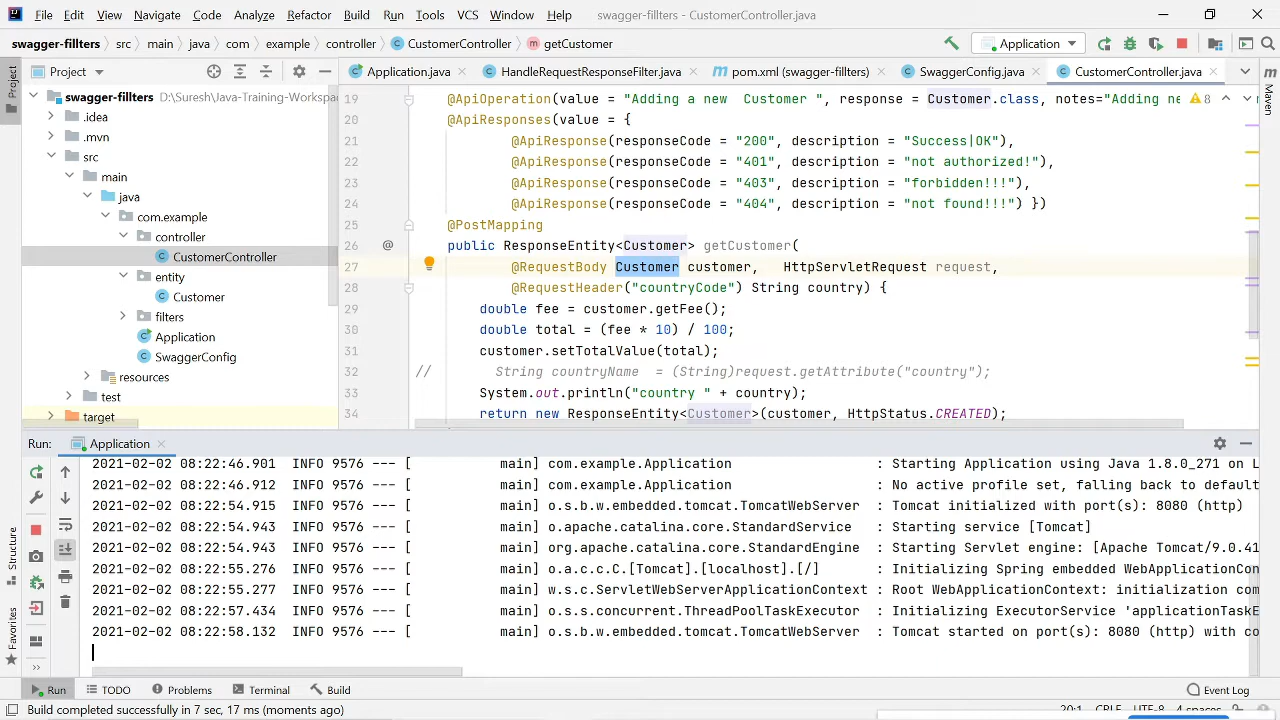 File Edit View Navigate Code Analyze Refactor Build Run Tools VCS Window Help swagger-fillters - CustomerController.java
swagger-fillters src main java com example controller CustomerController getCustomer Application
Project Application.java HandleRequestResponseFilter.java pom.xml (swagger-fillters) SwaggerConfig.java CustomerController.java
Project
Maven
swagger-fillters D:\Suresh\Java-Training-Workspa
.idea
.mvn
src
main
java
com.example
controller
CustomerController
entity
Customer
filters
Application
SwaggerConfig
resources
test
target
19 @ApiOperation(value = "Adding a new  Customer ", response = Customer.class, notes="Adding ne 8
20 @ApiResponses(value = {
21 @ApiResponse(responseCode = "200", description = "Success|OK"),
22 @ApiResponse(responseCode = "401", description = "not authorized!"),
23 @ApiResponse(responseCode = "403", description = "forbidden!!!"),
24 @ApiResponse(responseCode = "404", description = "not found!!!") })
25 @PostMapping
26 @ public ResponseEntity<Customer> getCustomer(
27 @RequestBody Customer customer,   HttpServletRequest request,
28 @RequestHeader("countryCode") String country) {
29 double fee = customer.getFee();
30 double total = (fee * 10) / 100;
31 customer.setTotalValue(total);
32 // String countryName  = (String)request.getAttribute("country");
33 System.out.println("country " + country);
34 return new ResponseEntity<Customer>(customer, HttpStatus.CREATED);
Run: Application
2021-02-02 08:22:46.901  INFO 9576 --- [           main] com.example.Application                  : Starting Application using Java 1.8.0_271 on L
2021-02-02 08:22:46.912  INFO 9576 --- [           main] com.example.Application                  : No active profile set, falling back to default
2021-02-02 08:22:54.915  INFO 9576 --- [           main] o.s.b.w.embedded.tomcat.TomcatWebServer  : Tomcat initialized with port(s): 8080 (http)
2021-02-02 08:22:54.943  INFO 9576 --- [           main] o.apache.catalina.core.StandardService   : Starting service [Tomcat]
2021-02-02 08:22:54.943  INFO 9576 --- [           main] org.apache.catalina.core.StandardEngine  : Starting Servlet engine: [Apache Tomcat/9.0.41
2021-02-02 08:22:55.276  INFO 9576 --- [           main] o.a.c.c.C.[Tomcat].[localhost].[/]       : Initializing Spring embedded WebApplicationCon
2021-02-02 08:22:55.277  INFO 9576 --- [           main] w.s.c.ServletWebServerApplicationContext : Root WebApplicationContext: initialization com
2021-02-02 08:22:57.434  INFO 9576 --- [           main] o.s.s.concurrent.ThreadPoolTaskExecutor  : Initializing ExecutorService 'applicationTaskE
2021-02-02 08:22:58.132  INFO 9576 --- [           main] o.s.b.w.embedded.tomcat.TomcatWebServer  : Tomcat started on port(s): 8080 (http) with co
Structure
Favorites
Run TODO Problems Terminal Build Event Log
Build completed successfully in 7 sec, 17 ms (moments ago)